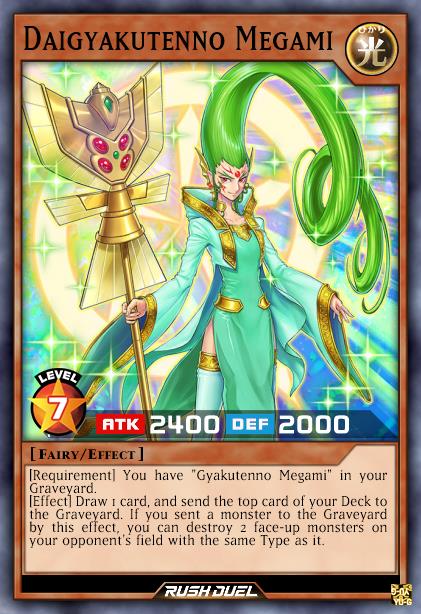 DAIGYAKUTENNO MEGAMI
ひかり
光
LEVEL
7
ATK 2400 DEF 2000
[FAIRY/EFFECT]
[Requirement] You have "Gyakutenno Megami" in your
Graveyard.
[Effect] Draw 1 card, and send the top card of your Deck to
the Graveyard. If you sent a monster to the Graveyard
by this effect, you can destroy 2 face-up monsters on
your opponent's field with the same Type as it.
RUSH DUEL